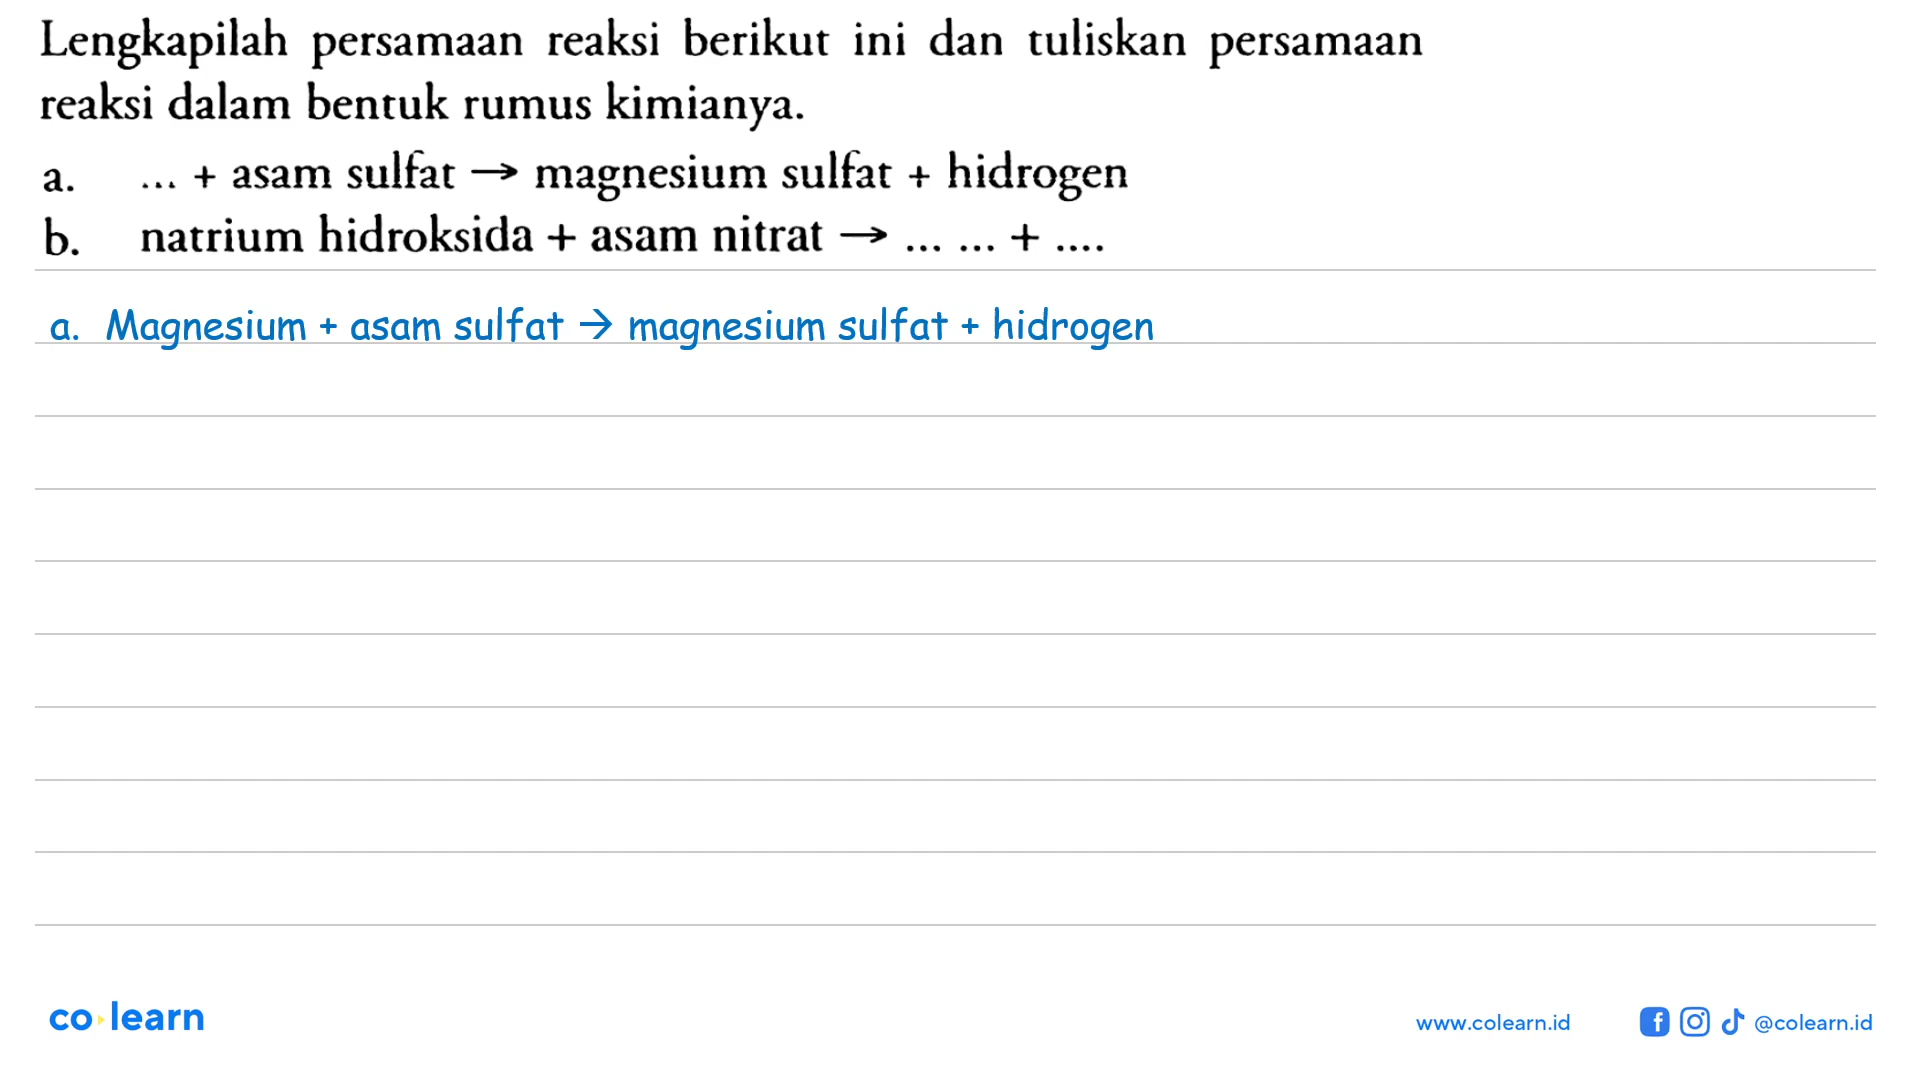 Lengkapilah persamaan reaksi berikut ini dan tuliskan persamaan
reaksi dalam bentuk rumus kimianya.
a. ... + asam sulfat → magnesium sulfat + hidrogen
b. natrium hidroksida + asam nitrat → ... ... + ....
a. Magnesium + asam sulfat → magnesium sulfat + hidrogen
co learn
www.colearn.id
@colearn.id